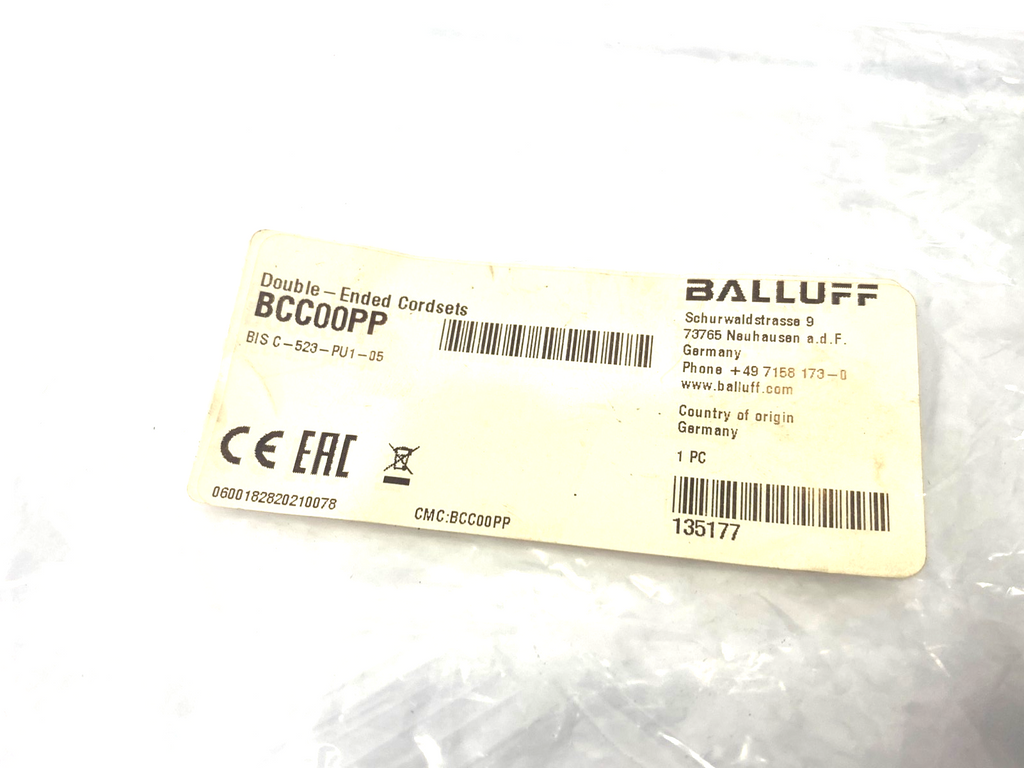 Double-Ended Cordsets
BCC00PP
BIS C-523-PU1-05
BALLUFF
Schurwaldstrasse 9
73765 Neuhausen a.d.F.
Germany
Phone +49 7158 173-0
www.balluff.com
Country of origin
Germany
1 PC
135177
CE EAC
0600182820210078
CMC:BCC00PP